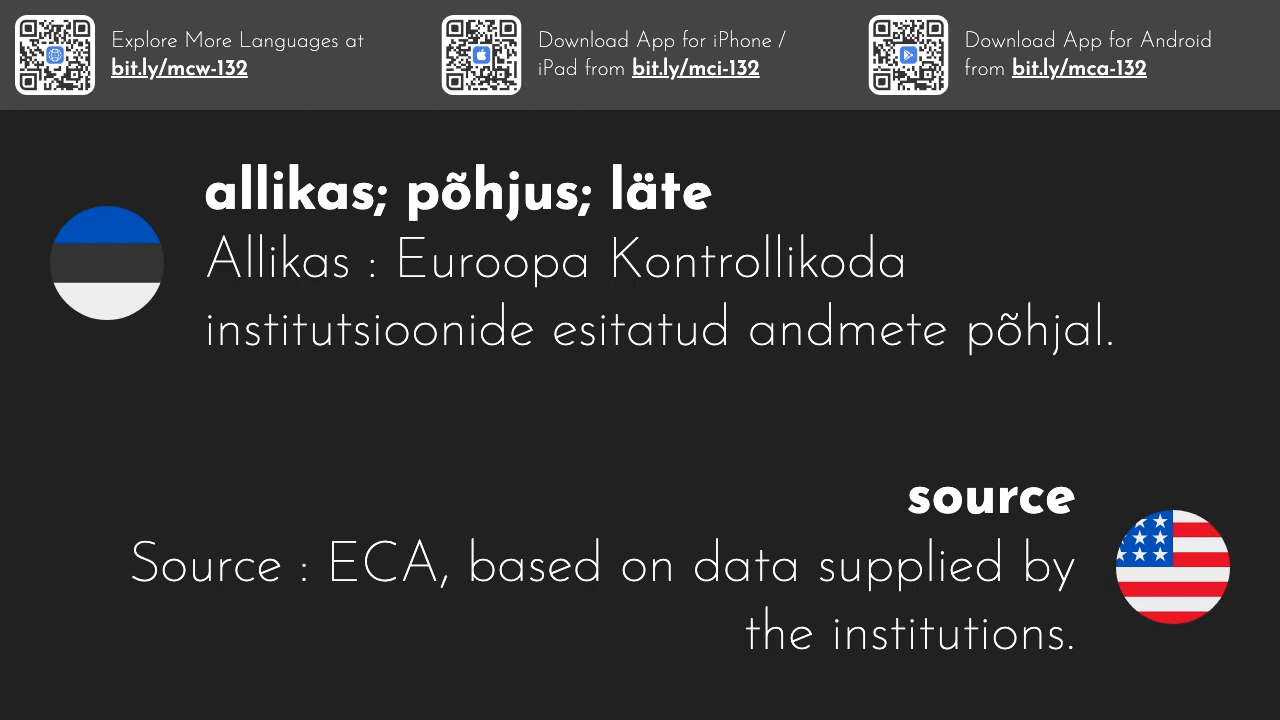 Explore More Languages at
bit.ly/mcw-132
Download App for iPhone /
iPad from bit.ly/mci-132
Download App for Android
from bit.ly/mca-132
allikas; põhjus; läte
Allikas : Euroopa Kontrollikoda
institutsioonide esitatud andmete põhjal.
source
Source : ECA, based on data supplied by
the institutions.